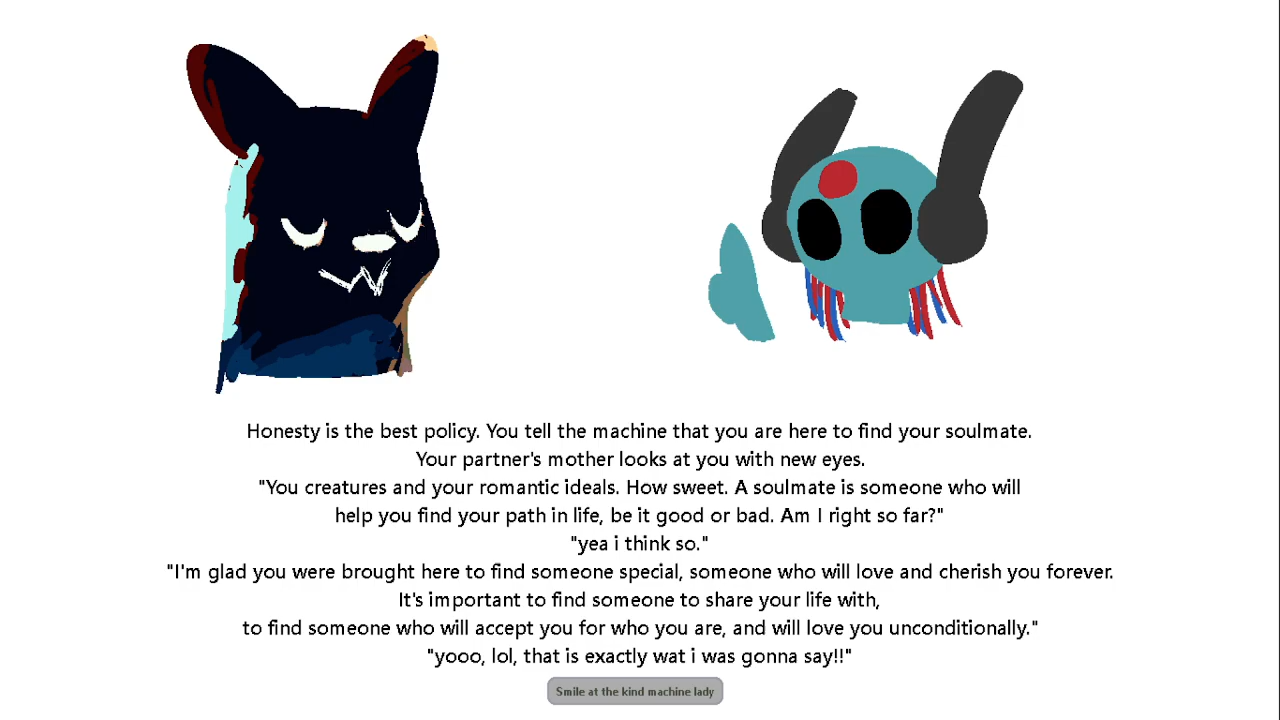 Honesty is the best policy. You tell the machine that you are here to find your soulmate.
Your partner's mother looks at you with new eyes.
"You creatures and your romantic ideals. How sweet. A soulmate is someone who will
help you find your path in life, be it good or bad. Am I right so far?"
"yea i think so."
"I'm glad you were brought here to find someone special, someone who will love and cherish you forever.
It's important to find someone to share your life with,
to find someone who will accept you for who you are, and will love you unconditionally."
"yooo, lol, that is exactly wat i was gonna say!!"
Smile at the kind machine lady